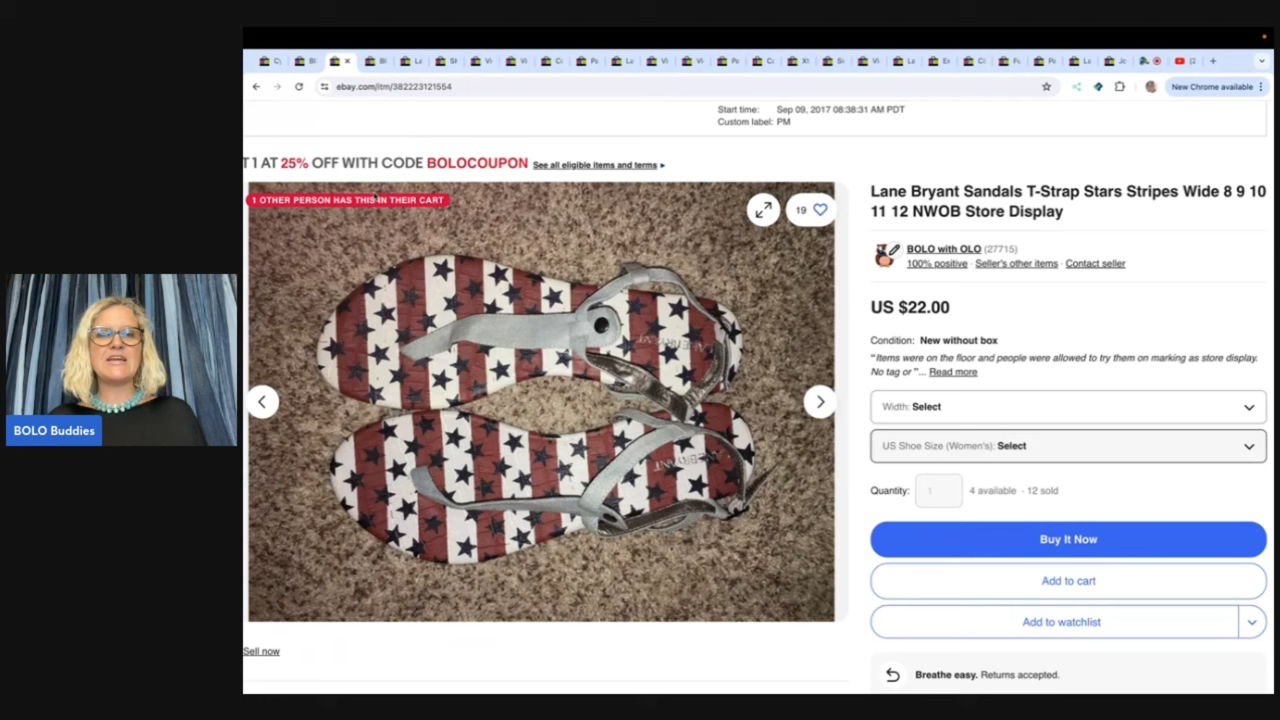 ebay.com/itm/382223121554
New Chrome available
Start time: Sep 09, 2017 08:38:31 AM PDT
Custom label: PM
T 1 AT 25% OFF WITH CODE BOLOCOUPON See all eligible items and terms ▸
1 OTHER PERSON HAS THIS IN THEIR CART
19
Lane Bryant Sandals T-Strap Stars Stripes Wide 8 9 10
11 12 NWOB Store Display
BOLO with OLO (27715)
100% positive · Seller's other items · Contact seller
US $22.00
Condition: New without box
"Items were on the floor and people were allowed to try them on marking as store display.
No tag or "... Read more
Width: Select
US Shoe Size (Women's): Select
Quantity: 1 4 available · 12 sold
Buy It Now
Add to cart
Add to watchlist
Breathe easy. Returns accepted.
Sell now
BOLO Buddies
LANE BRYANT